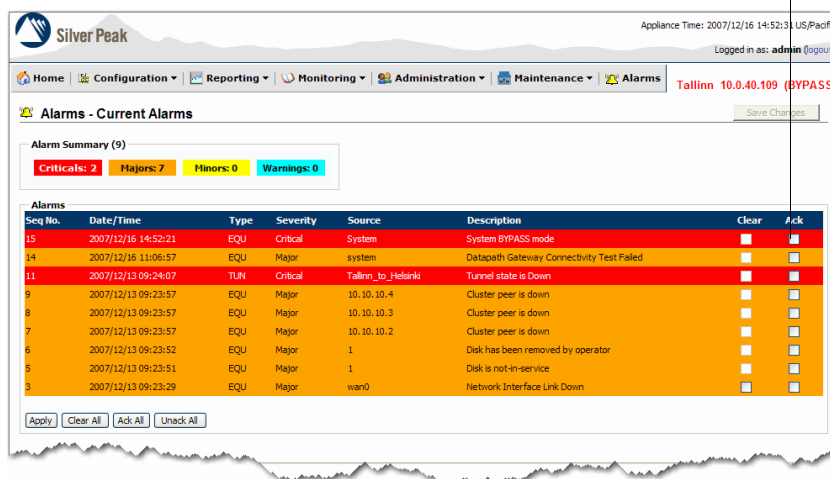 Silver Peak
Appliance Time: 2007/12/16 14:52:31 US/Pacif
Logged in as: admin (logout
Home Configuration Reporting Monitoring Administration Maintenance Alarms
Tallinn 10.0.40.109 (BYPASS
Alarms - Current Alarms
Save Changes
Alarm Summary (9)
Criticals: 2 Majors: 7 Minors: 0 Warnings: 0
Alarms
Seq No. Date/Time Type Severity Source Description Clear Ack
15 2007/12/16 14:52:21 EQU Critical System System BYPASS mode
14 2007/12/16 11:06:57 EQU Major system Datapath Gateway Connectivity Test Failed
11 2007/12/13 09:24:07 TUN Critical Tallinn_to_Helsinki Tunnel state is Down
9 2007/12/13 09:23:57 EQU Major 10.10.10.4 Cluster peer is down
8 2007/12/13 09:23:57 EQU Major 10.10.10.3 Cluster peer is down
7 2007/12/13 09:23:57 EQU Major 10.10.10.2 Cluster peer is down
6 2007/12/13 09:23:52 EQU Major 1 Disk has been removed by operator
5 2007/12/13 09:23:51 EQU Major 1 Disk is not-in-service
3 2007/12/13 09:23:29 EQU Major wan0 Network Interface Link Down
Apply Clear All Ack All Unack All